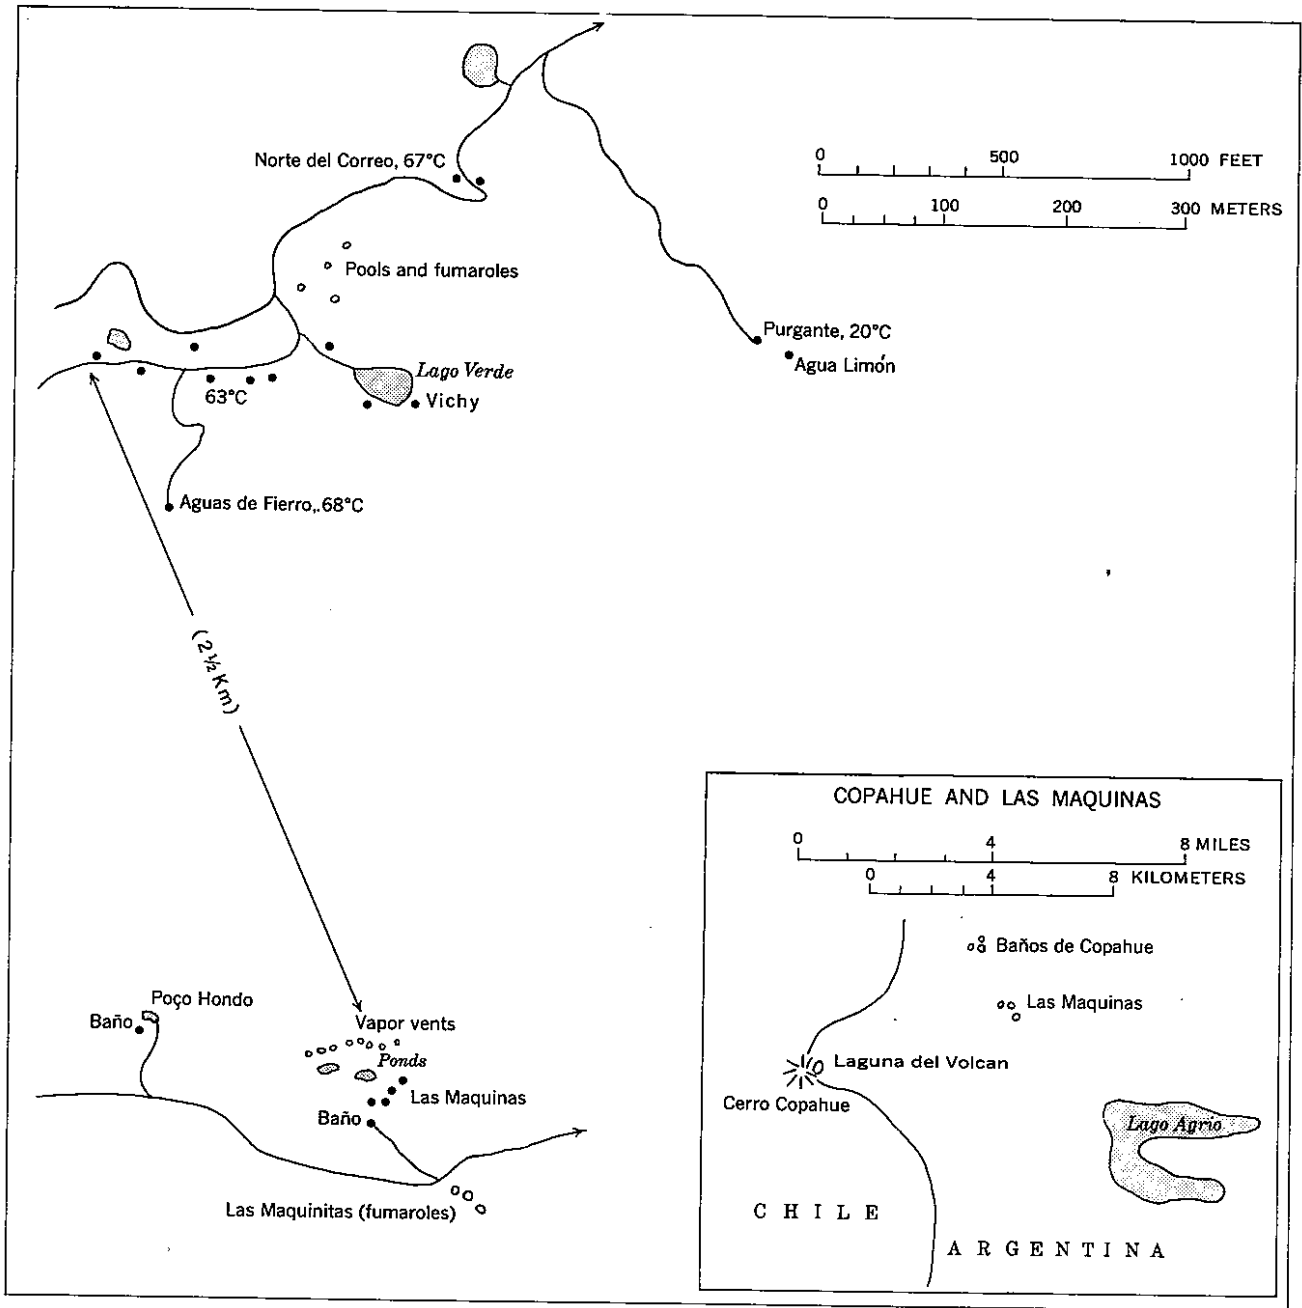 Norte del Correo, 67°C
0 500 1000 FEET
0 100 200 300 METERS
Pools and fumaroles
Purgante, 20°C
Agua Limón
Lago Verde
63°C
Vichy
Aguas de Fierro,.68°C
(2½Km)
COPAHUE AND LAS MAQUINAS
0 4 8 MILES
0 4 8 KILOMETERS
Baños de Copahue
Las Maquinas
Laguna del Volcan
Cerro Copahue
Lago Agrio
CHILE
ARGENTINA
Poço Hondo
Baño
Vapor vents
Ponds
Las Maquinas
Baño
Las Maquinitas (fumaroles)